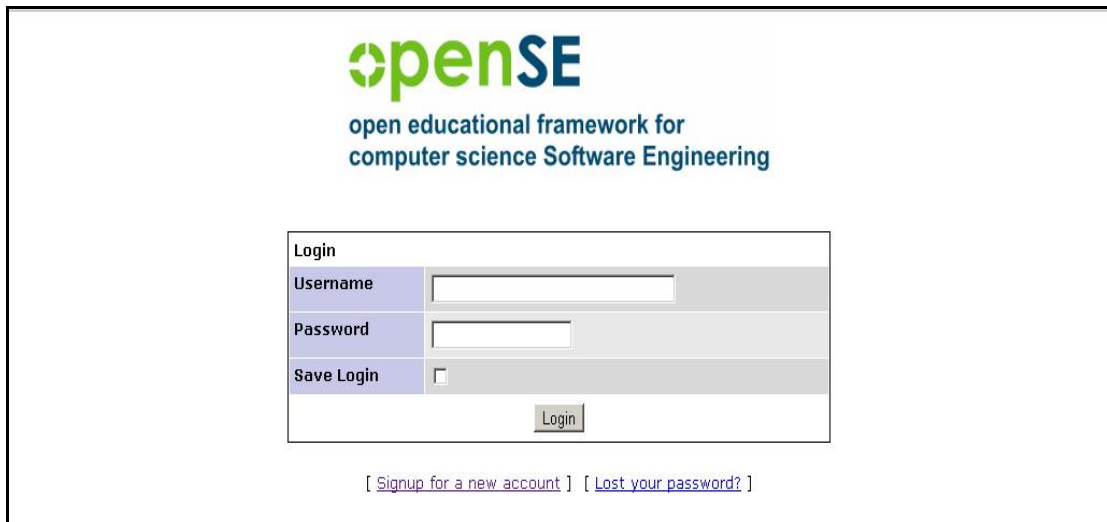 openSE
open educational framework for
computer science Software Engineering
Login
Username
Password
Save Login
Login
[ Signup for a new account ] [ Lost your password? ]